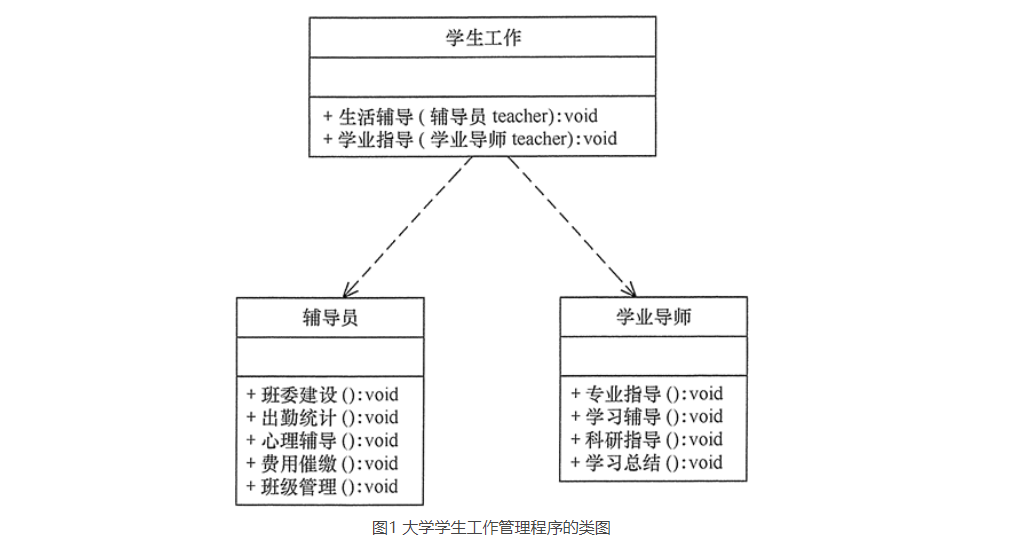 学生工作
+ 生活辅导 ( 辅导员 teacher):void
+ 学业指导 ( 学业导师 teacher):void
辅导员
+ 班委建设 ():void
+ 出勤统计 ():void
+ 心理辅导 ():void
+ 费用催缴 ():void
+ 班级管理 ():void
学业导师
+ 专业指导 ():void
+ 学习辅导 ():void
+ 科研指导 ():void
+ 学习总结 ():void
图1 大学学生工作管理程序的类图